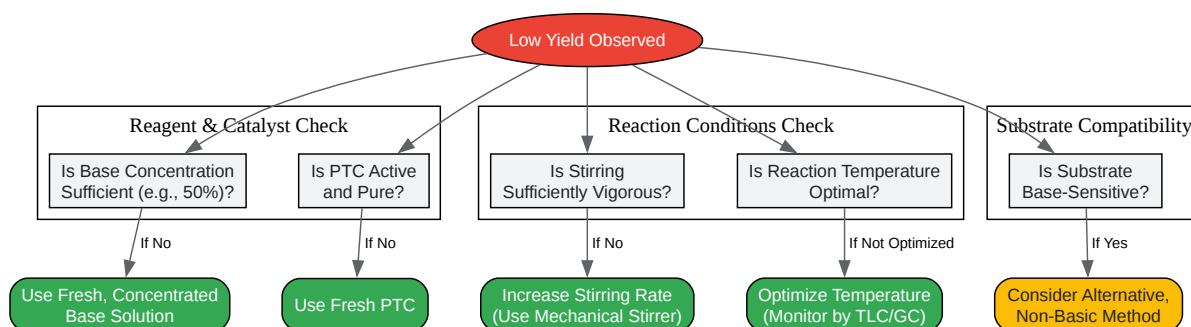 Low Yield Observed
Reagent & Catalyst Check
Reaction Conditions Check
Substrate Compatibility
Is Base Concentration
Sufficient (e.g., 50%)?
Is PTC Active
and Pure?
Is Stirring
Sufficiently Vigorous?
Is Reaction Temperature
Optimal?
Is Substrate
Base-Sensitive?
If No
If No
If No
If Not Optimized
If Yes
Use Fresh, Concentrated
Base Solution
Use Fresh PTC
Increase Stirring Rate
(Use Mechanical Stirrer)
Optimize Temperature
(Monitor by TLC/GC)
Consider Alternative,
Non-Basic Method